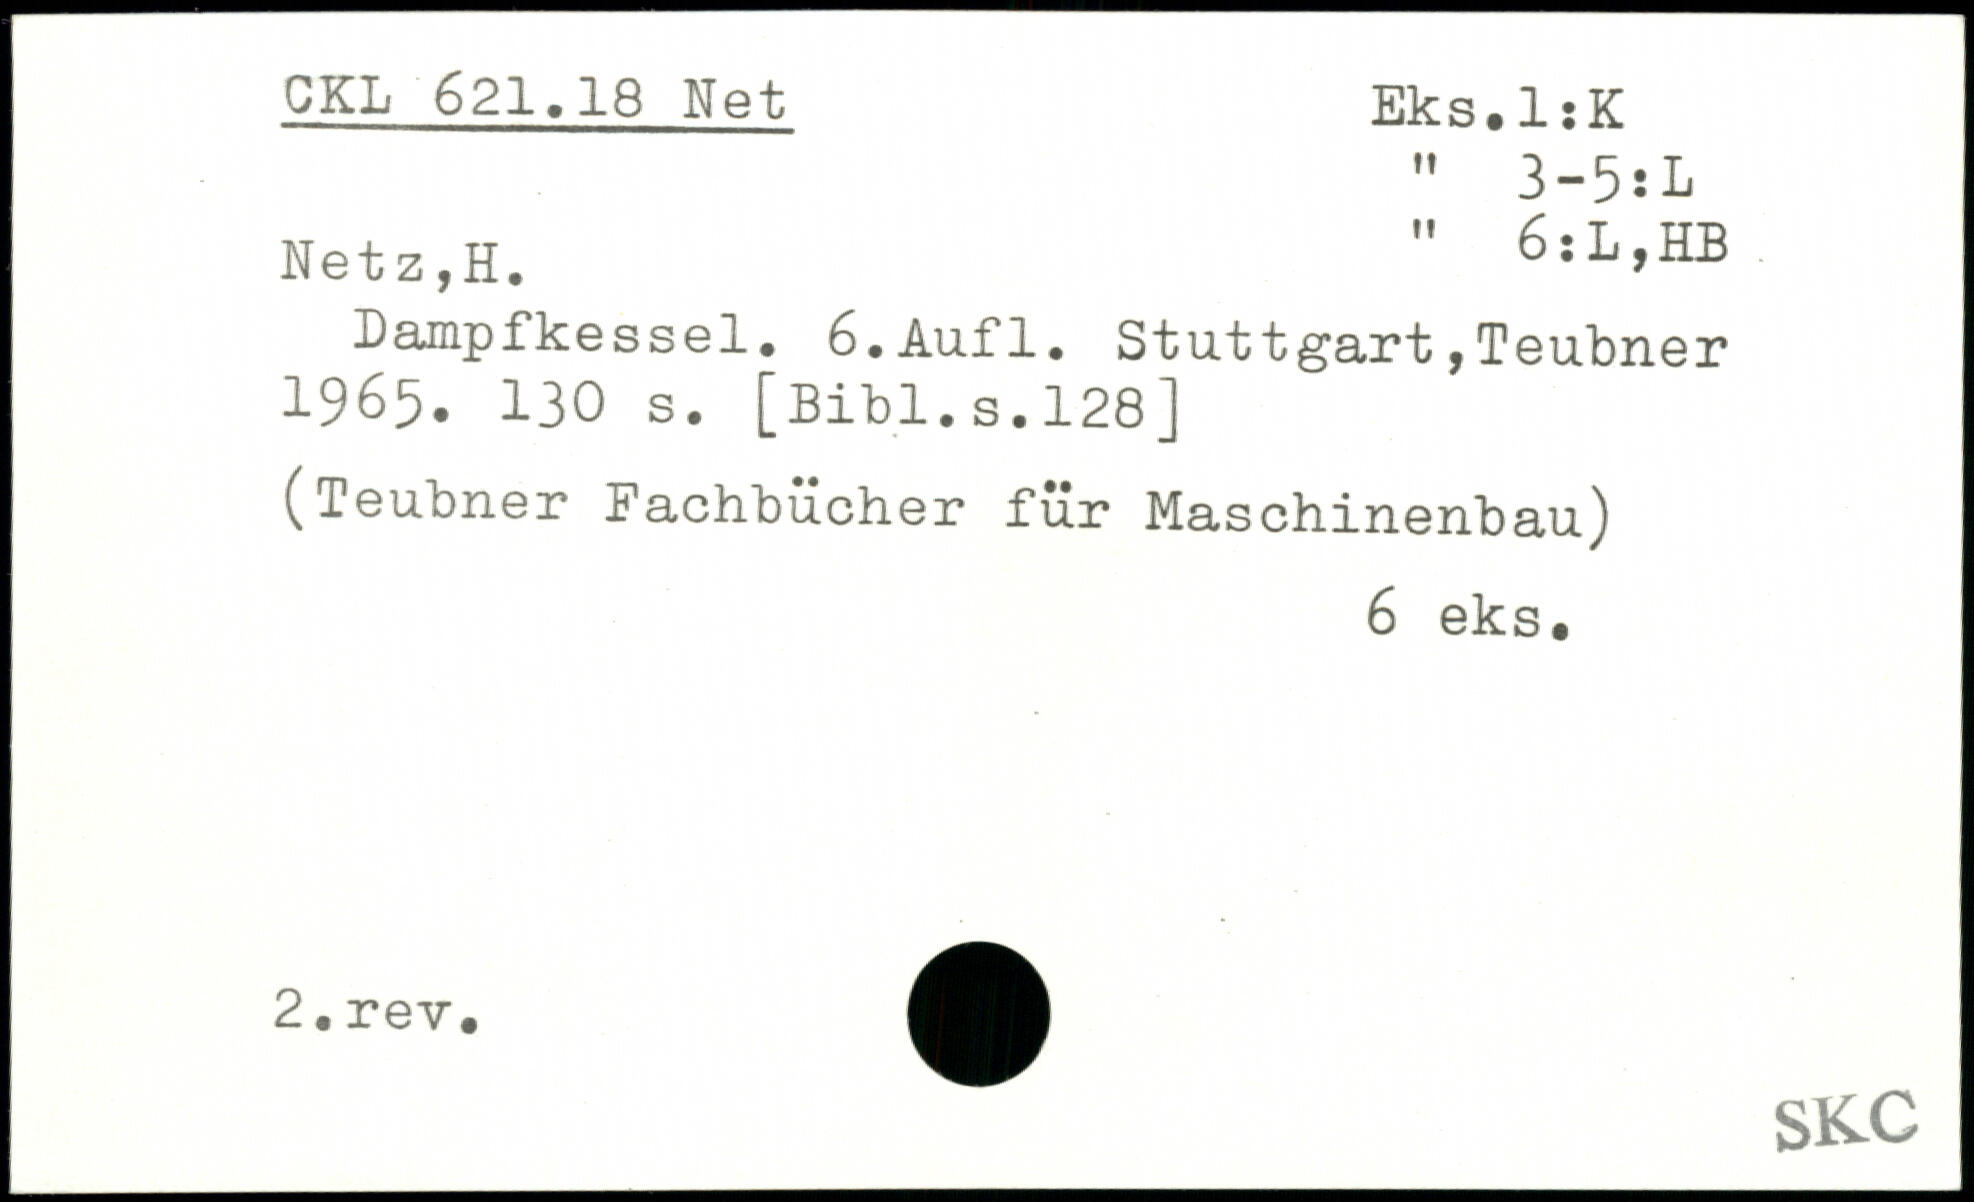 CKL 621.18 Net
Eks.1:K
" 3-5:L
" 6:L,HB
Netz,H.
Dampfkessel. 6.Aufl. Stuttgart,Teubner
1965. 130 s. [Bibl.s.128]
(Teubner Fachbücher für Maschinenbau)
6 eks.
2.rev.
SKC